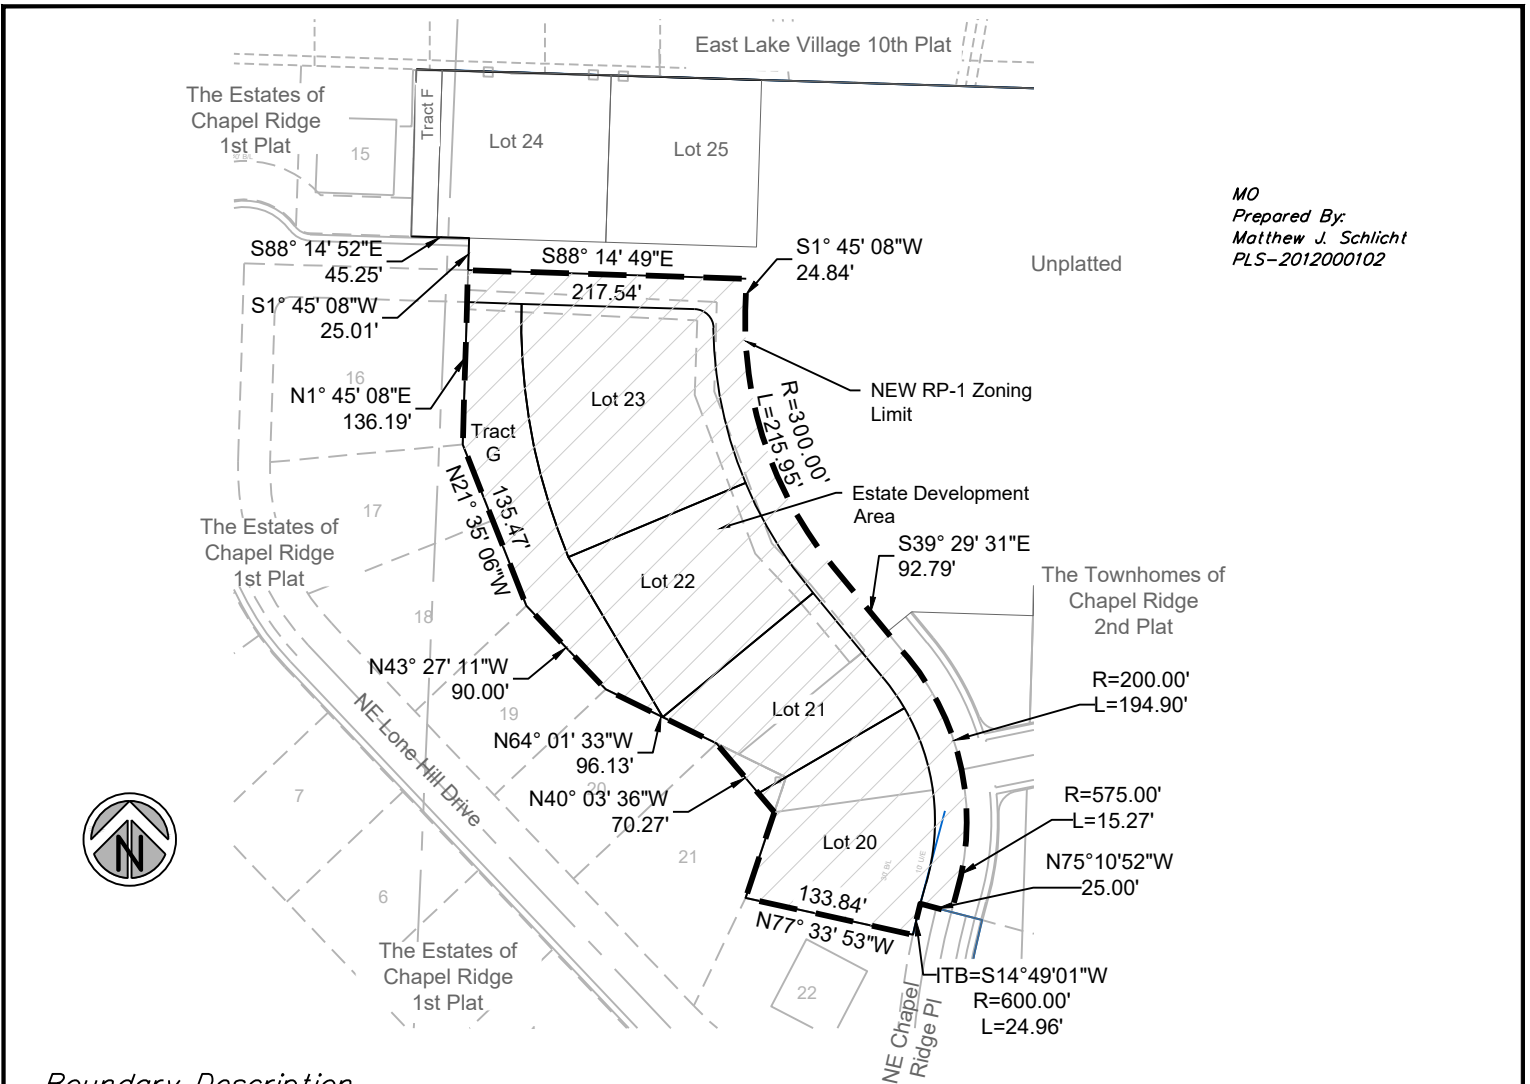 East Lake Village 10th Plat
The Estates of
Chapel Ridge
1st Plat
15
Tract F
Lot 24
Lot 25
MO
Prepared By:
Matthew J. Schlicht
PLS-2012000102
S88° 14' 52"E
45.25'
S1° 45' 08"W
25.01'
S88° 14' 49"E
217.54'
S1° 45' 08"W
24.84'
Unplatted
16
N1° 45' 08"E
136.19'
Lot 23
NEW RP-1 Zoning
Limit
R=300.00'
L=215.95'
Tract
G
N21° 35' 06"W
135.47'
17
Estate Development
Area
The Estates of
Chapel Ridge
1st Plat
S39° 29' 31"E
92.79'
Lot 22
The Townhomes of
Chapel Ridge
2nd Plat
18
N43° 27' 11"W
90.00'
R=200.00'
L=194.90'
NE Lone Hill Drive
19
Lot 21
N64° 01' 33"W
96.13'
20
N40° 03' 36"W
70.27'
7
R=575.00'
L=15.27'
N
Lot 20
21
N75°10'52"W
25.00'
6
133.84'
N77° 33' 53"W
The Estates of
Chapel Ridge
1st Plat
22
ITB=S14°49'01"W
R=600.00'
L=24.96'
NE Chapel
Ridge Pl
Boundary Description